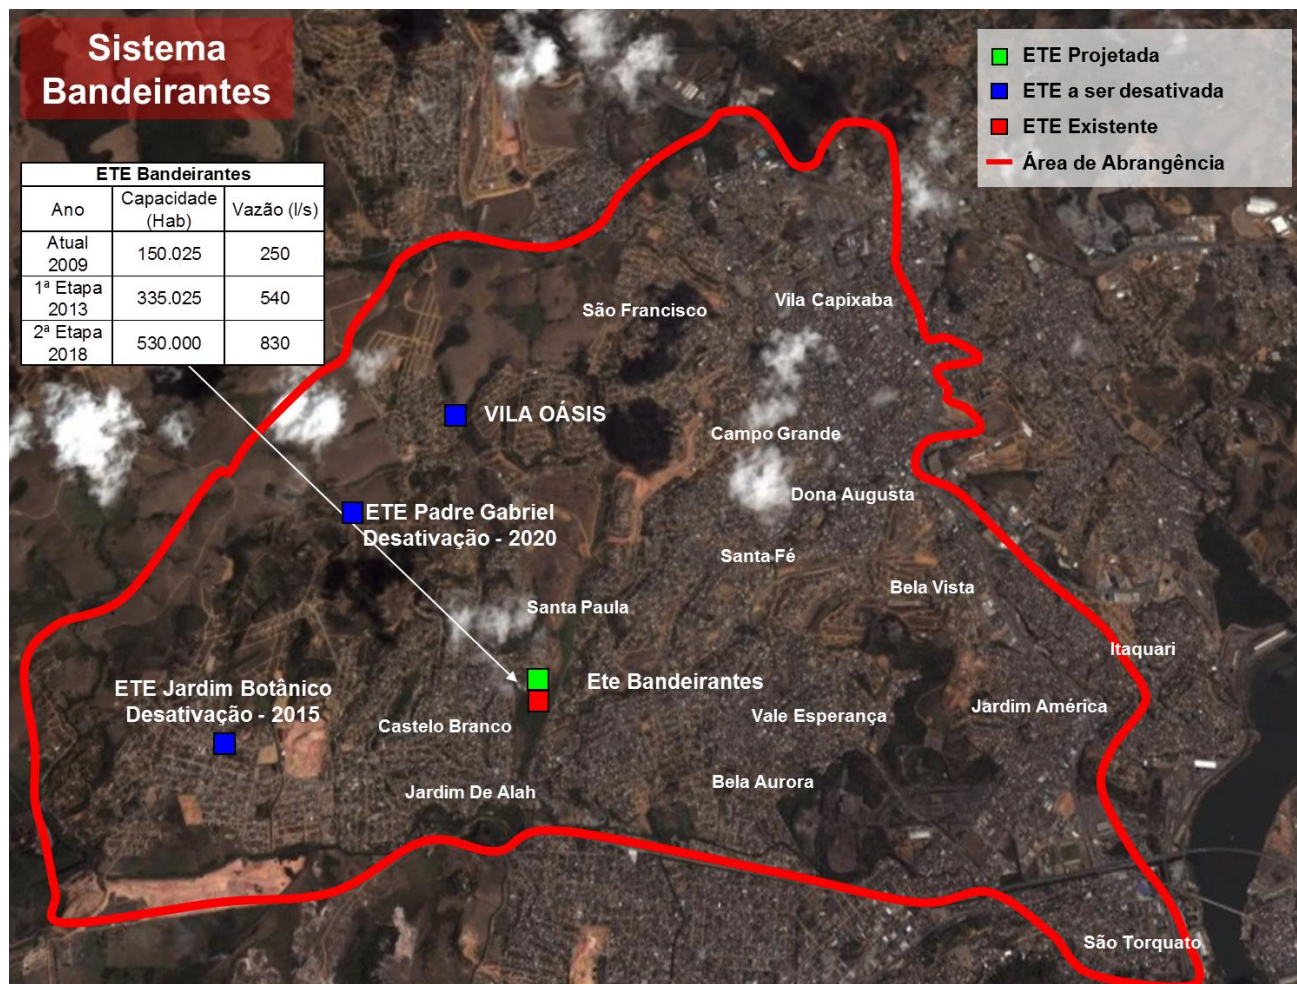 Sistema
Bandeirantes
ETE Projetada
ETE a ser desativada
ETE Existente
Área de Abrangência
ETE Bandeirantes
Ano
Capacidade
(Hab)
Vazão (l/s)
Atual
2009
150.025
250
1ª Etapa
2013
335.025
540
2ª Etapa
2018
530.000
830
São Francisco
Vila Capixaba
VILA OÁSIS
Campo Grande
Dona Augusta
ETE Padre Gabriel
Desativação - 2020
Santa Fé
Bela Vista
Santa Paula
Itaquari
ETE Jardim Botânico
Desativação - 2015
Ete Bandeirantes
Castelo Branco
Vale Esperança
Jardim América
Jardim De Alah
Bela Aurora
São Torquato